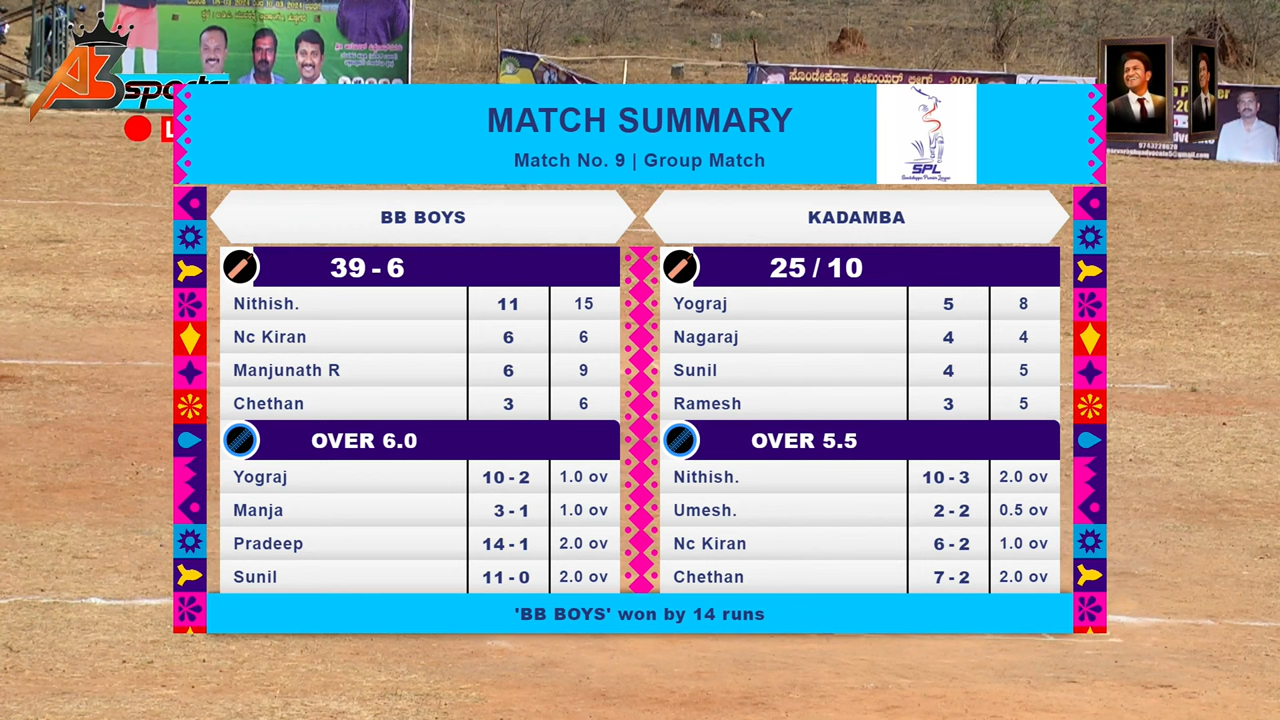 A3
sports
ಸೊಂಡೇಕೊಪ ಪ್ರೀಮಿಯರ್ ಲೀಗ್ - 2024
9743220620
MATCH SUMMARY
Match No. 9 | Group Match
SPL
BB BOYS
39 - 6
Nithish. 11 15
Nc Kiran 6 6
Manjunath R 6 9
Chethan 3 6
OVER 6.0
Yograj 10 - 2 1.0 ov
Manja 3 - 1 1.0 ov
Pradeep 14 - 1 2.0 ov
Sunil 11 - 0 2.0 ov
KADAMBA
25 / 10
Yograj 5 8
Nagaraj 4 4
Sunil 4 5
Ramesh 3 5
OVER 5.5
Nithish. 10 - 3 2.0 ov
Umesh. 2 - 2 0.5 ov
Nc Kiran 6 - 2 1.0 ov
Chethan 7 - 2 2.0 ov
'BB BOYS' won by 14 runs